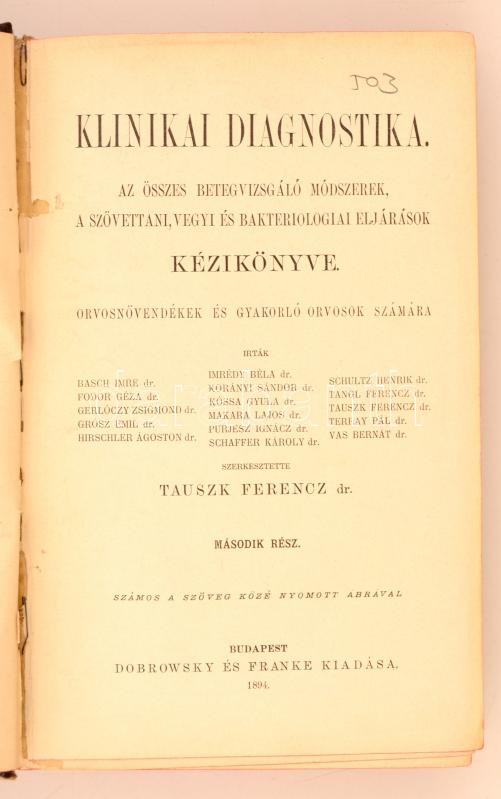 503
KLINIKAI DIAGNOSTIKA.
AZ ÖSSZES BETEGVIZSGÁLÓ MÓDSZEREK,
A SZÖVETTANI, VEGYI ÉS BAKTERIOLOGIAI ELJÁRÁSOK
KÉZIKÖNYVE.
ORVOSNÖVENDÉKEK ÉS GYAKORLÓ ORVOSOK SZÁMÁRA
IRTÁK
BASCH IMRE dr.
FODOR GÉZA dr.
GERLÓCZY ZSIGMOND dr.
GRÓSZ EMIL dr.
HIRSCHLER ÁGOSTON dr.
IMRÉDY BÉLA dr.
KORÁNYI SÁNDOR dr.
KÓSSA GYULA dr.
MAKARA LAJOS dr.
PURJESZ IGNÁCZ dr.
SCHAFFER KÁROLY dr.
SCHULTZ HENRIK dr.
TANGL FERENCZ dr.
TAUSZK FERENCZ dr.
TERRAY PÁL dr.
VAS BERNÁT dr.
SZERKESZTETTE
TAUSZK FERENCZ dr.
MÁSODIK RÉSZ.
SZÁMOS A SZÖVEG KÖZÉ NYOMOTT ÁBRÁVAL
BUDAPEST
DOBROWSKY ÉS FRANKE KIADÁSA.
1894.